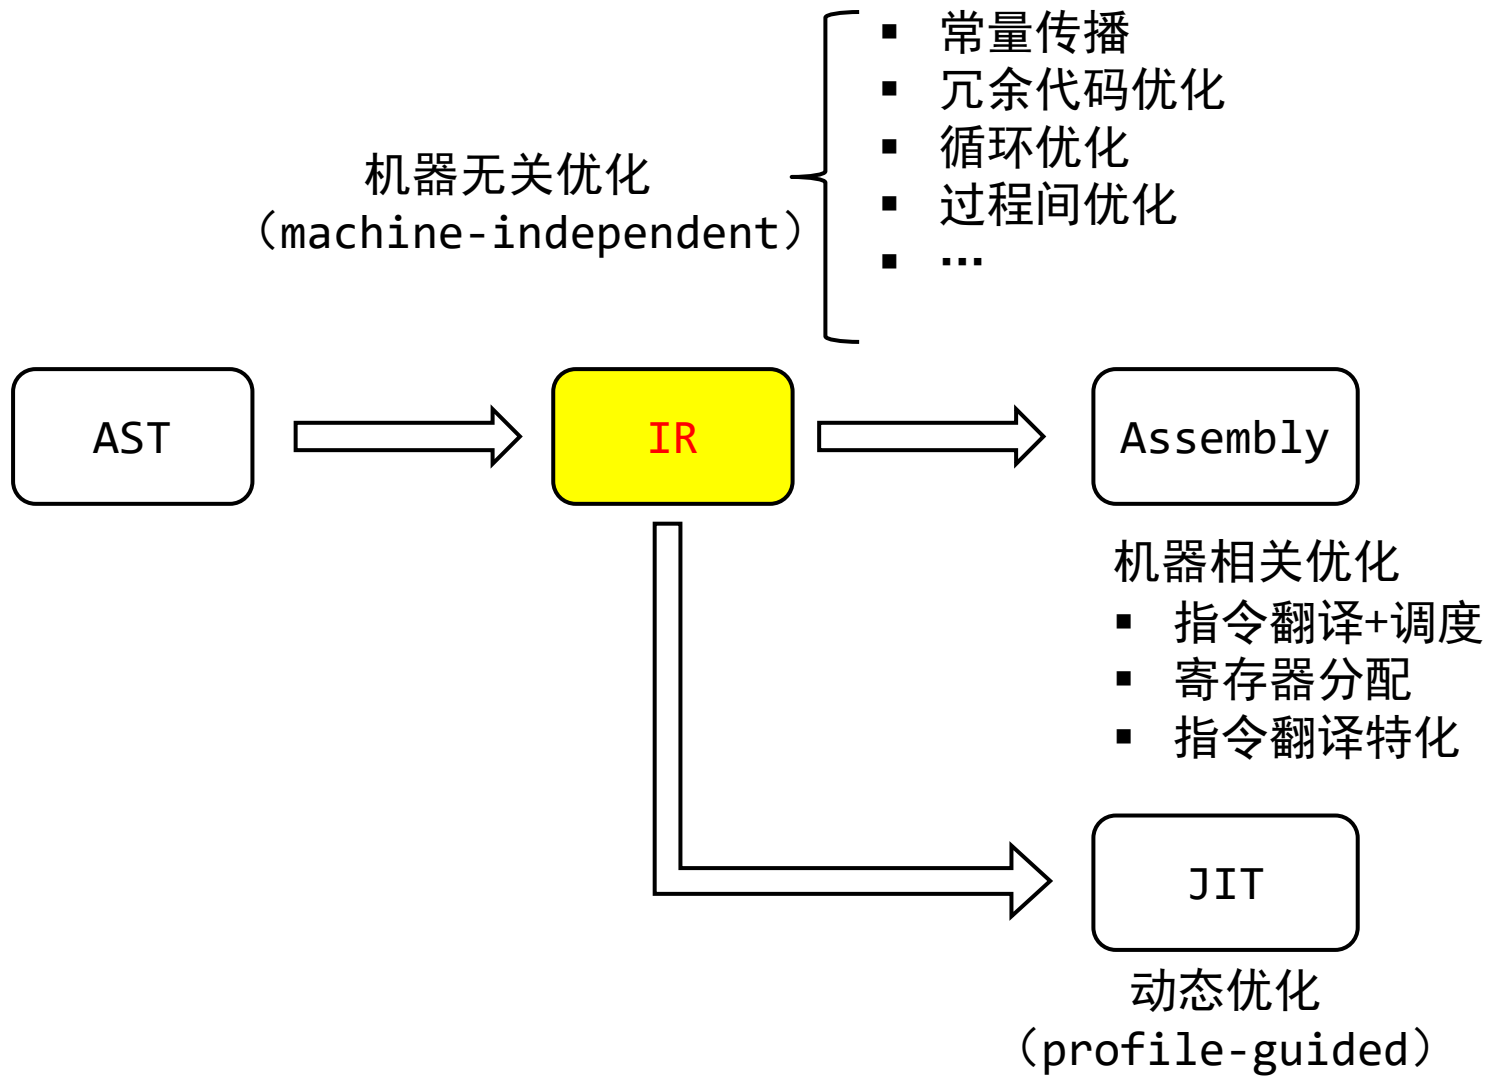 常量传播
冗余代码优化
循环优化
过程间优化
…
机器无关优化
（machine-independent）
AST
IR
Assembly
机器相关优化
指令翻译+调度
寄存器分配
指令翻译特化
JIT
动态优化
（profile-guided）